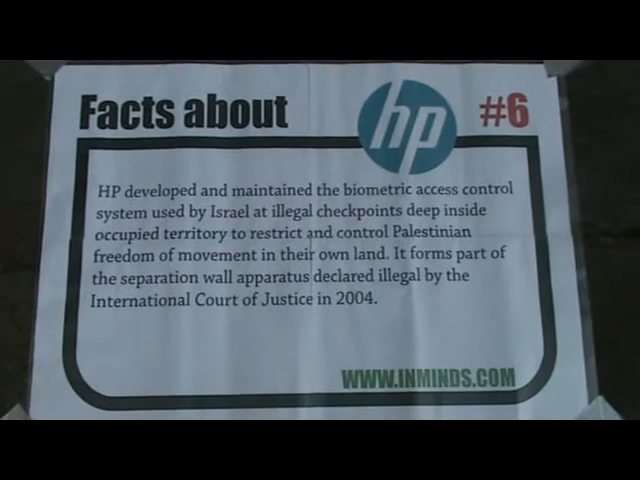 Facts about hp #6
HP developed and maintained the biometric access control
system used by Israel at illegal checkpoints deep inside
occupied territory to restrict and control Palestinian
freedom of movement in their own land. It forms part of
the separation wall apparatus declared illegal by the
International Court of Justice in 2004.
WWW.INMINDS.COM